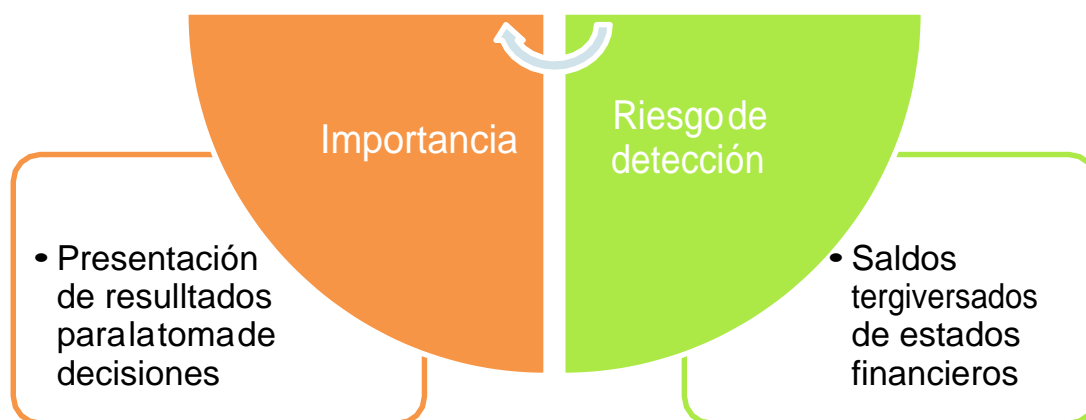 Importancia
Riesgo de
detección
• Presentación
de resulltados
para la toma de
decisiones
• Saldos
tergiversados
de estados
financieros